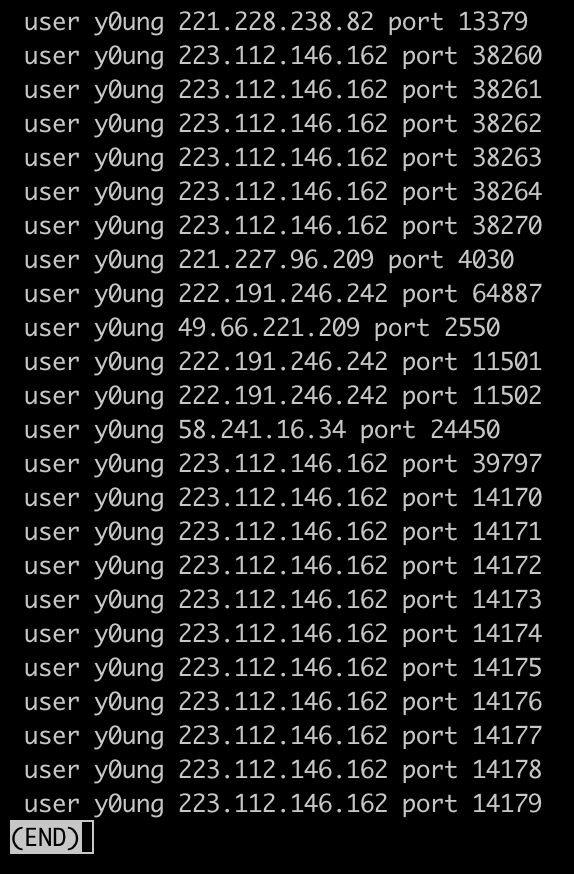 user y0ung 221.228.238.82 port 13379
user y0ung 223.112.146.162 port 38260
user y0ung 223.112.146.162 port 38261
user y0ung 223.112.146.162 port 38262
user y0ung 223.112.146.162 port 38263
user y0ung 223.112.146.162 port 38264
user y0ung 223.112.146.162 port 38270
user y0ung 221.227.96.209 port 4030
user y0ung 222.191.246.242 port 64887
user y0ung 49.66.221.209 port 2550
user y0ung 222.191.246.242 port 11501
user y0ung 222.191.246.242 port 11502
user y0ung 58.241.16.34 port 24450
user y0ung 223.112.146.162 port 39797
user y0ung 223.112.146.162 port 14170
user y0ung 223.112.146.162 port 14171
user y0ung 223.112.146.162 port 14172
user y0ung 223.112.146.162 port 14173
user y0ung 223.112.146.162 port 14174
user y0ung 223.112.146.162 port 14175
user y0ung 223.112.146.162 port 14176
user y0ung 223.112.146.162 port 14177
user y0ung 223.112.146.162 port 14178
user y0ung 223.112.146.162 port 14179
(END)